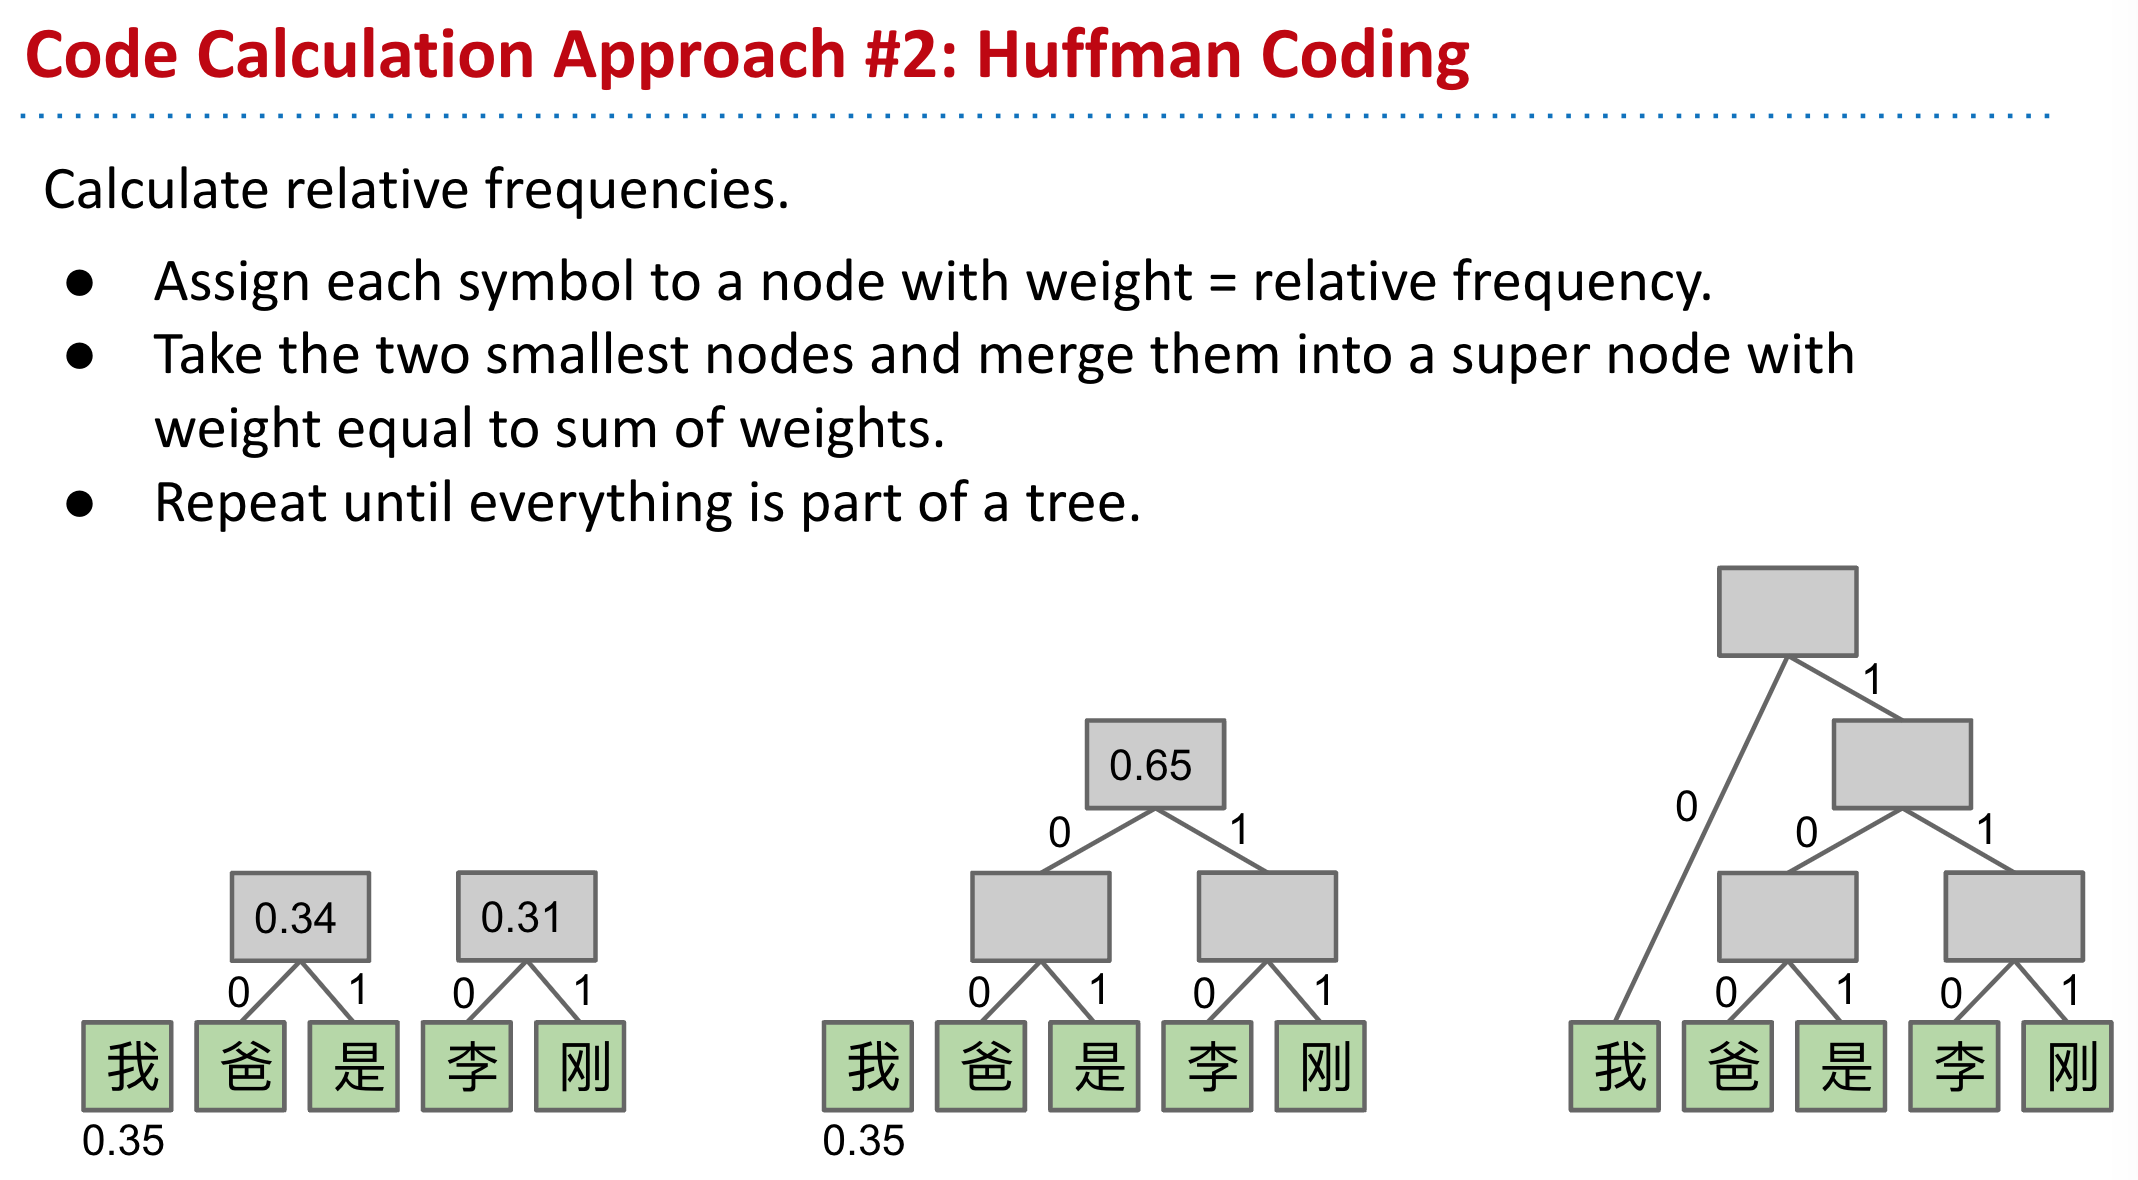 Code Calculation Approach #2: Huffman Coding
Calculate relative frequencies.
● Assign each symbol to a node with weight = relative frequency.
● Take the two smallest nodes and merge them into a super node with
weight equal to sum of weights.
● Repeat until everything is part of a tree.
0.34 0.31
0 1 0 1
我 爸 是 李 刚
0.35
0.65
0 1
0 1 0 1
我 爸 是 李 刚
0.35
1
0
0 1
0 1 0 1
我 爸 是 李 刚